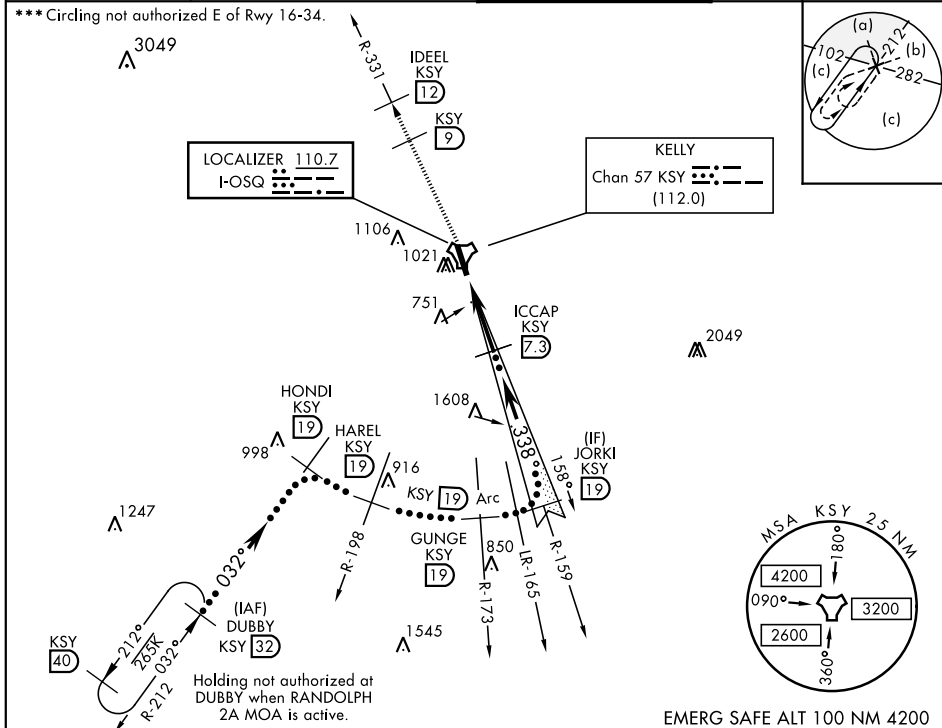 *** Circling not authorized E of Rwy 16-34.
3049
R-331
IDEEL
KSY
12
KSY
9
(a)
(b)
(c)
(c)
102
212
282
LOCALIZER 110.7
I-OSQ
KELLY
Chan 57 KSY
(112.0)
1106
1021
751
ICCAP
KSY
7.3
2049
HONDI
KSY
19
998
HAREL
KSY
19
1608
338°
(IF)
JORKI
KSY
19
158°
916
KSY 19 Arc
1247
R-198
GUNGE
KSY
19
850
R-173
LR-165
R-159
032°
(IAF)
DUBBY
KSY 32
212°
265K
032°
KSY
40
R-212
1545
Holding not authorized at
DUBBY when RANDOLPH
2A MOA is active.
MSA KSY 25 NM
180°
4200
090°
3200
2600
360°
EMERG SAFE ALT 100 NM 4200